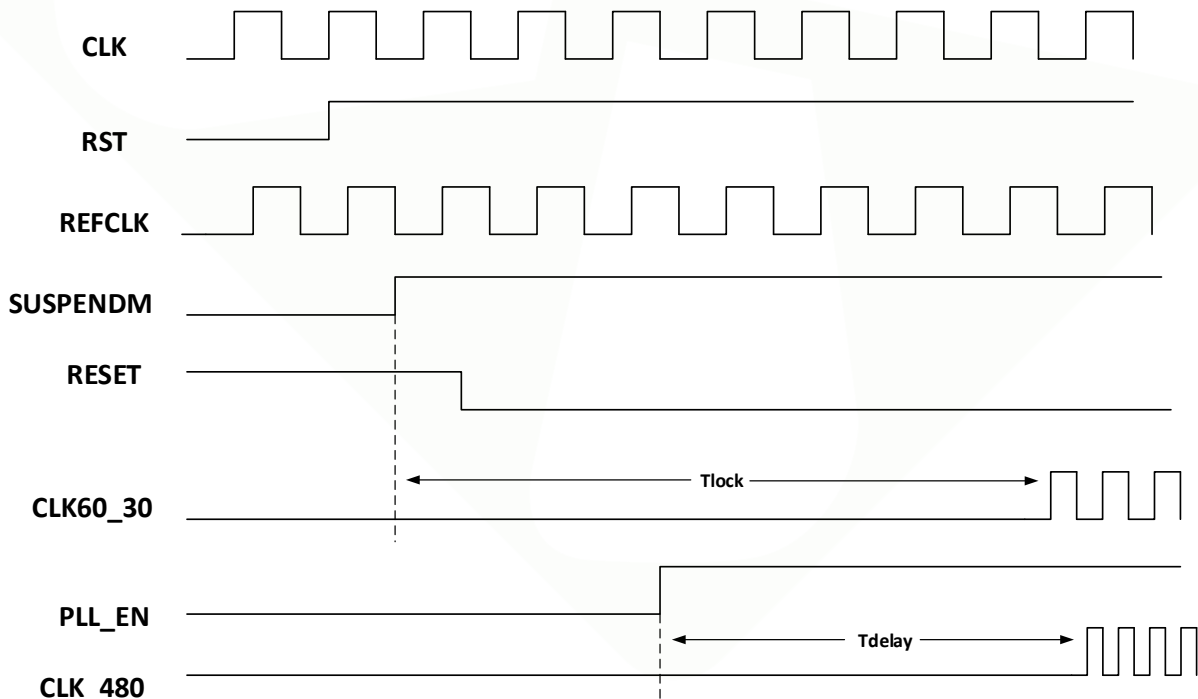 CLK
RST
REFCLK
SUSPENDM
RESET
Tlock
CLK60_30
PLL_EN
Tdelay
CLK_480